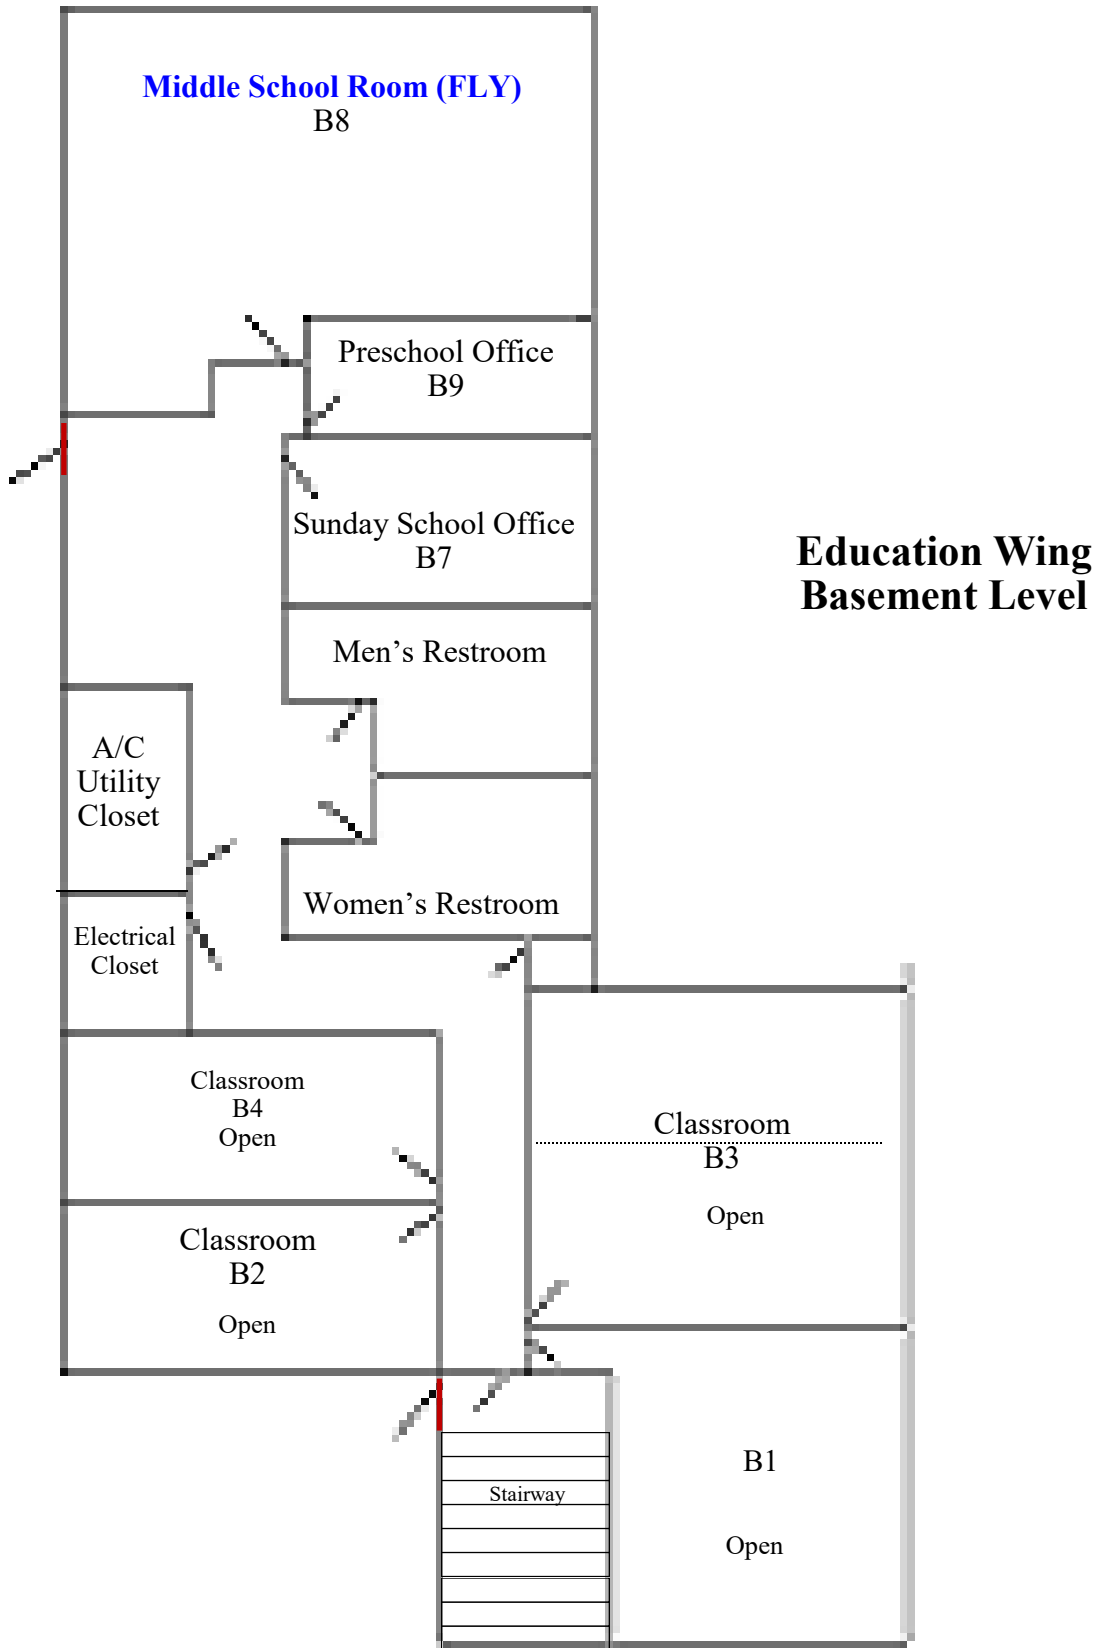 Middle School Room (FLY)
B8
Preschool Office
B9
Sunday School Office
B7
Education Wing
Basement Level
Men’s Restroom
A/C
Utility
Closet
Women’s Restroom
Electrical
Closet
Classroom
B4
Open
Classroom
B3
Open
Classroom
B2
Open
B1
Open
Stairway